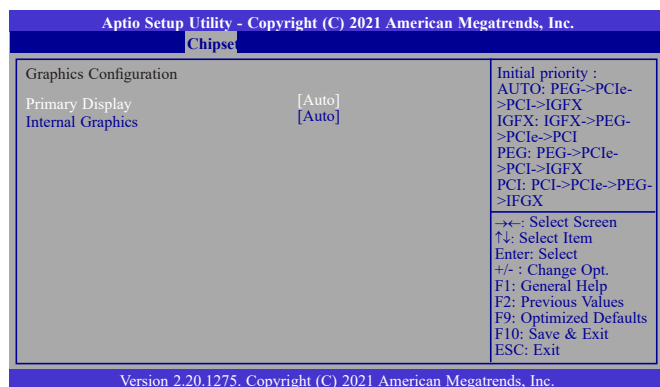 Aptio Setup Utility - Copyright (C) 2021 American Megatrends, Inc.
Chipset
Graphics Configuration
Primary Display [Auto]
Internal Graphics [Auto]
Initial priority :
AUTO: PEG->PCIe-
>PCI->IGFX
IGFX: IGFX->PEG-
>PCIe->PCI
PEG: PEG->PCIe-
>PCI->IGFX
PCI: PCI->PCIe->PEG-
>IFGX
→←: Select Screen
↑↓: Select Item
Enter: Select
+/- : Change Opt.
F1: General Help
F2: Previous Values
F9: Optimized Defaults
F10: Save & Exit
ESC: Exit
Version 2.20.1275. Copyright (C) 2021 American Megatrends, Inc.